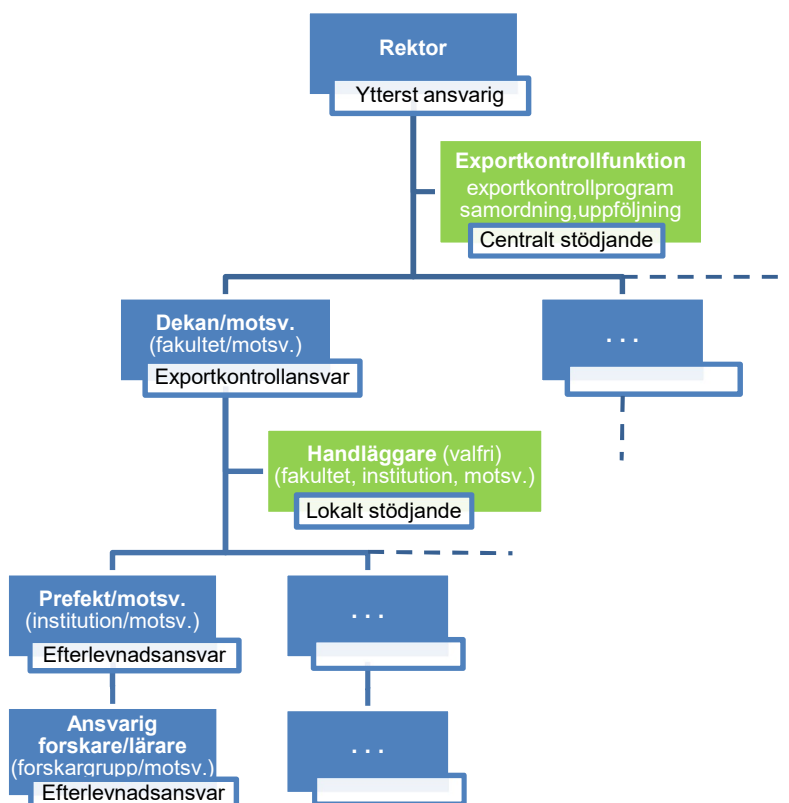 Rektor
Ytterst ansvarig
Exportkontrollfunktion
exportkontrollprogram
samordning,uppföljning
Centralt stödjande
Dekan/motsv.
(fakultet/motsv.)
Exportkontrollansvar
. . .
Handläggare (valfri)
(fakultet, institution, motsv.)
Lokalt stödjande
Prefekt/motsv.
(institution/motsv.)
Efterlevnadsansvar
. . .
Ansvarig
forskare/lärare
(forskargrupp/motsv.)
Efterlevnadsansvar
. . .